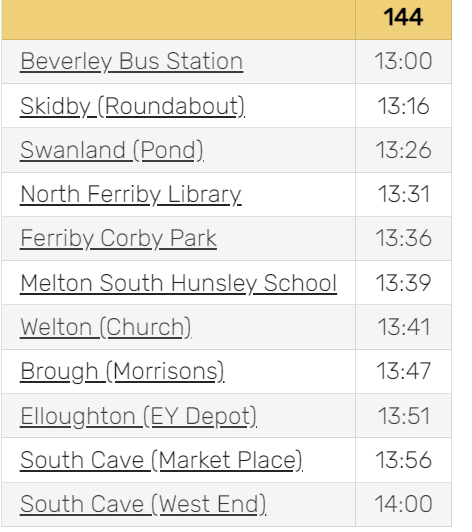 144
Beverley Bus Station 13:00
Skidby (Roundabout) 13:16
Swanland (Pond) 13:26
North Ferriby Library 13:31
Ferriby Corby Park 13:36
Melton South Hunsley School 13:39
Welton (Church) 13:41
Brough (Morrisons) 13:47
Elloughton (EY Depot) 13:51
South Cave (Market Place) 13:56
South Cave (West End) 14:00